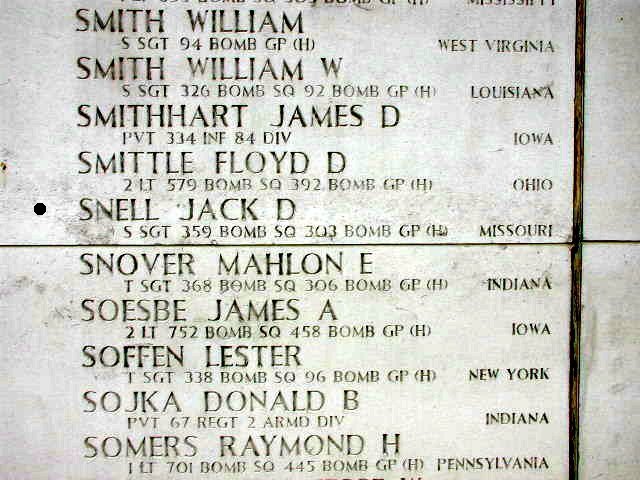 MISSISSIPPI
SMITH WILLIAM
S SGT 94 BOMB GP (H) WEST VIRGINIA
SMITH WILLIAM W
S SGT 326 BOMB SQ 92 BOMB GP (H) LOUISIANA
SMITHHART JAMES D
PVT 334 INF 84 DIV IOWA
SMITTLE FLOYD D
2 LT 579 BOMB SQ 392 BOMB GP (H) OHIO
SNELL JACK D
S SGT 359 BOMB SQ 303 BOMB GP (H) MISSOURI
SNOVER MAHLON E
T SGT 368 BOMB SQ 306 BOMB GP (H) INDIANA
SOESBE JAMES A
2 LT 752 BOMB SQ 458 BOMB GP (H) IOWA
SOFFEN LESTER
T SGT 338 BOMB SQ 96 BOMB GP (H) NEW YORK
SOJKA DONALD B
PVT 67 REGT 2 ARMD DIV INDIANA
SOMERS RAYMOND H
1 LT 701 BOMB SQ 445 BOMB GP (H) PENNSYLVANIA